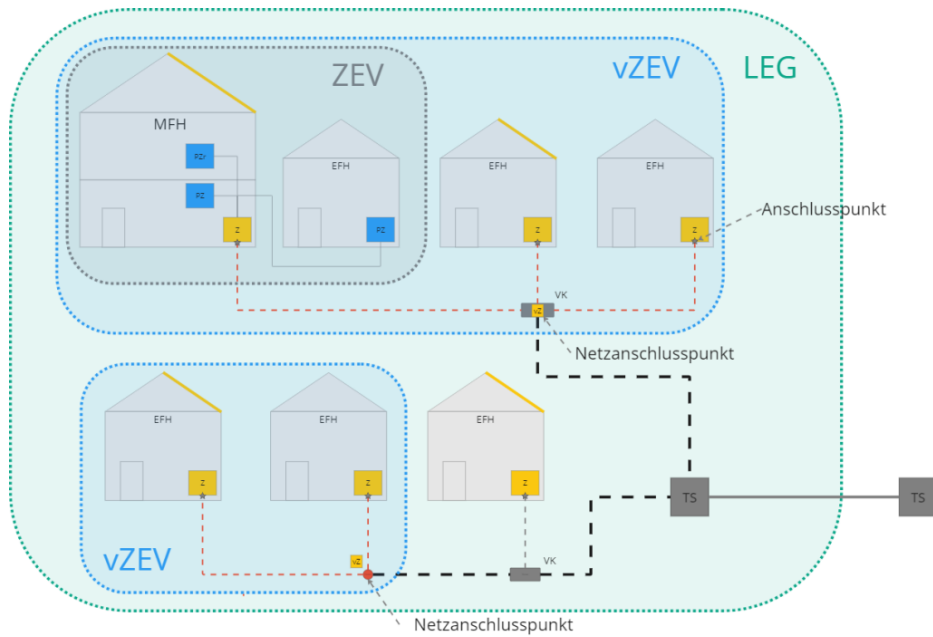 ZEV
vZEV
LEG
MFH
PZr
PZ
Z
EFH
PZ
EFH
Z
EFH
Z
Anschlusspunkt
VK
vZ
Netzanschlusspunkt
EFH
Z
EFH
Z
EFH
Z
TS
TS
vZEV
vZ
VK
Netzanschlusspunkt